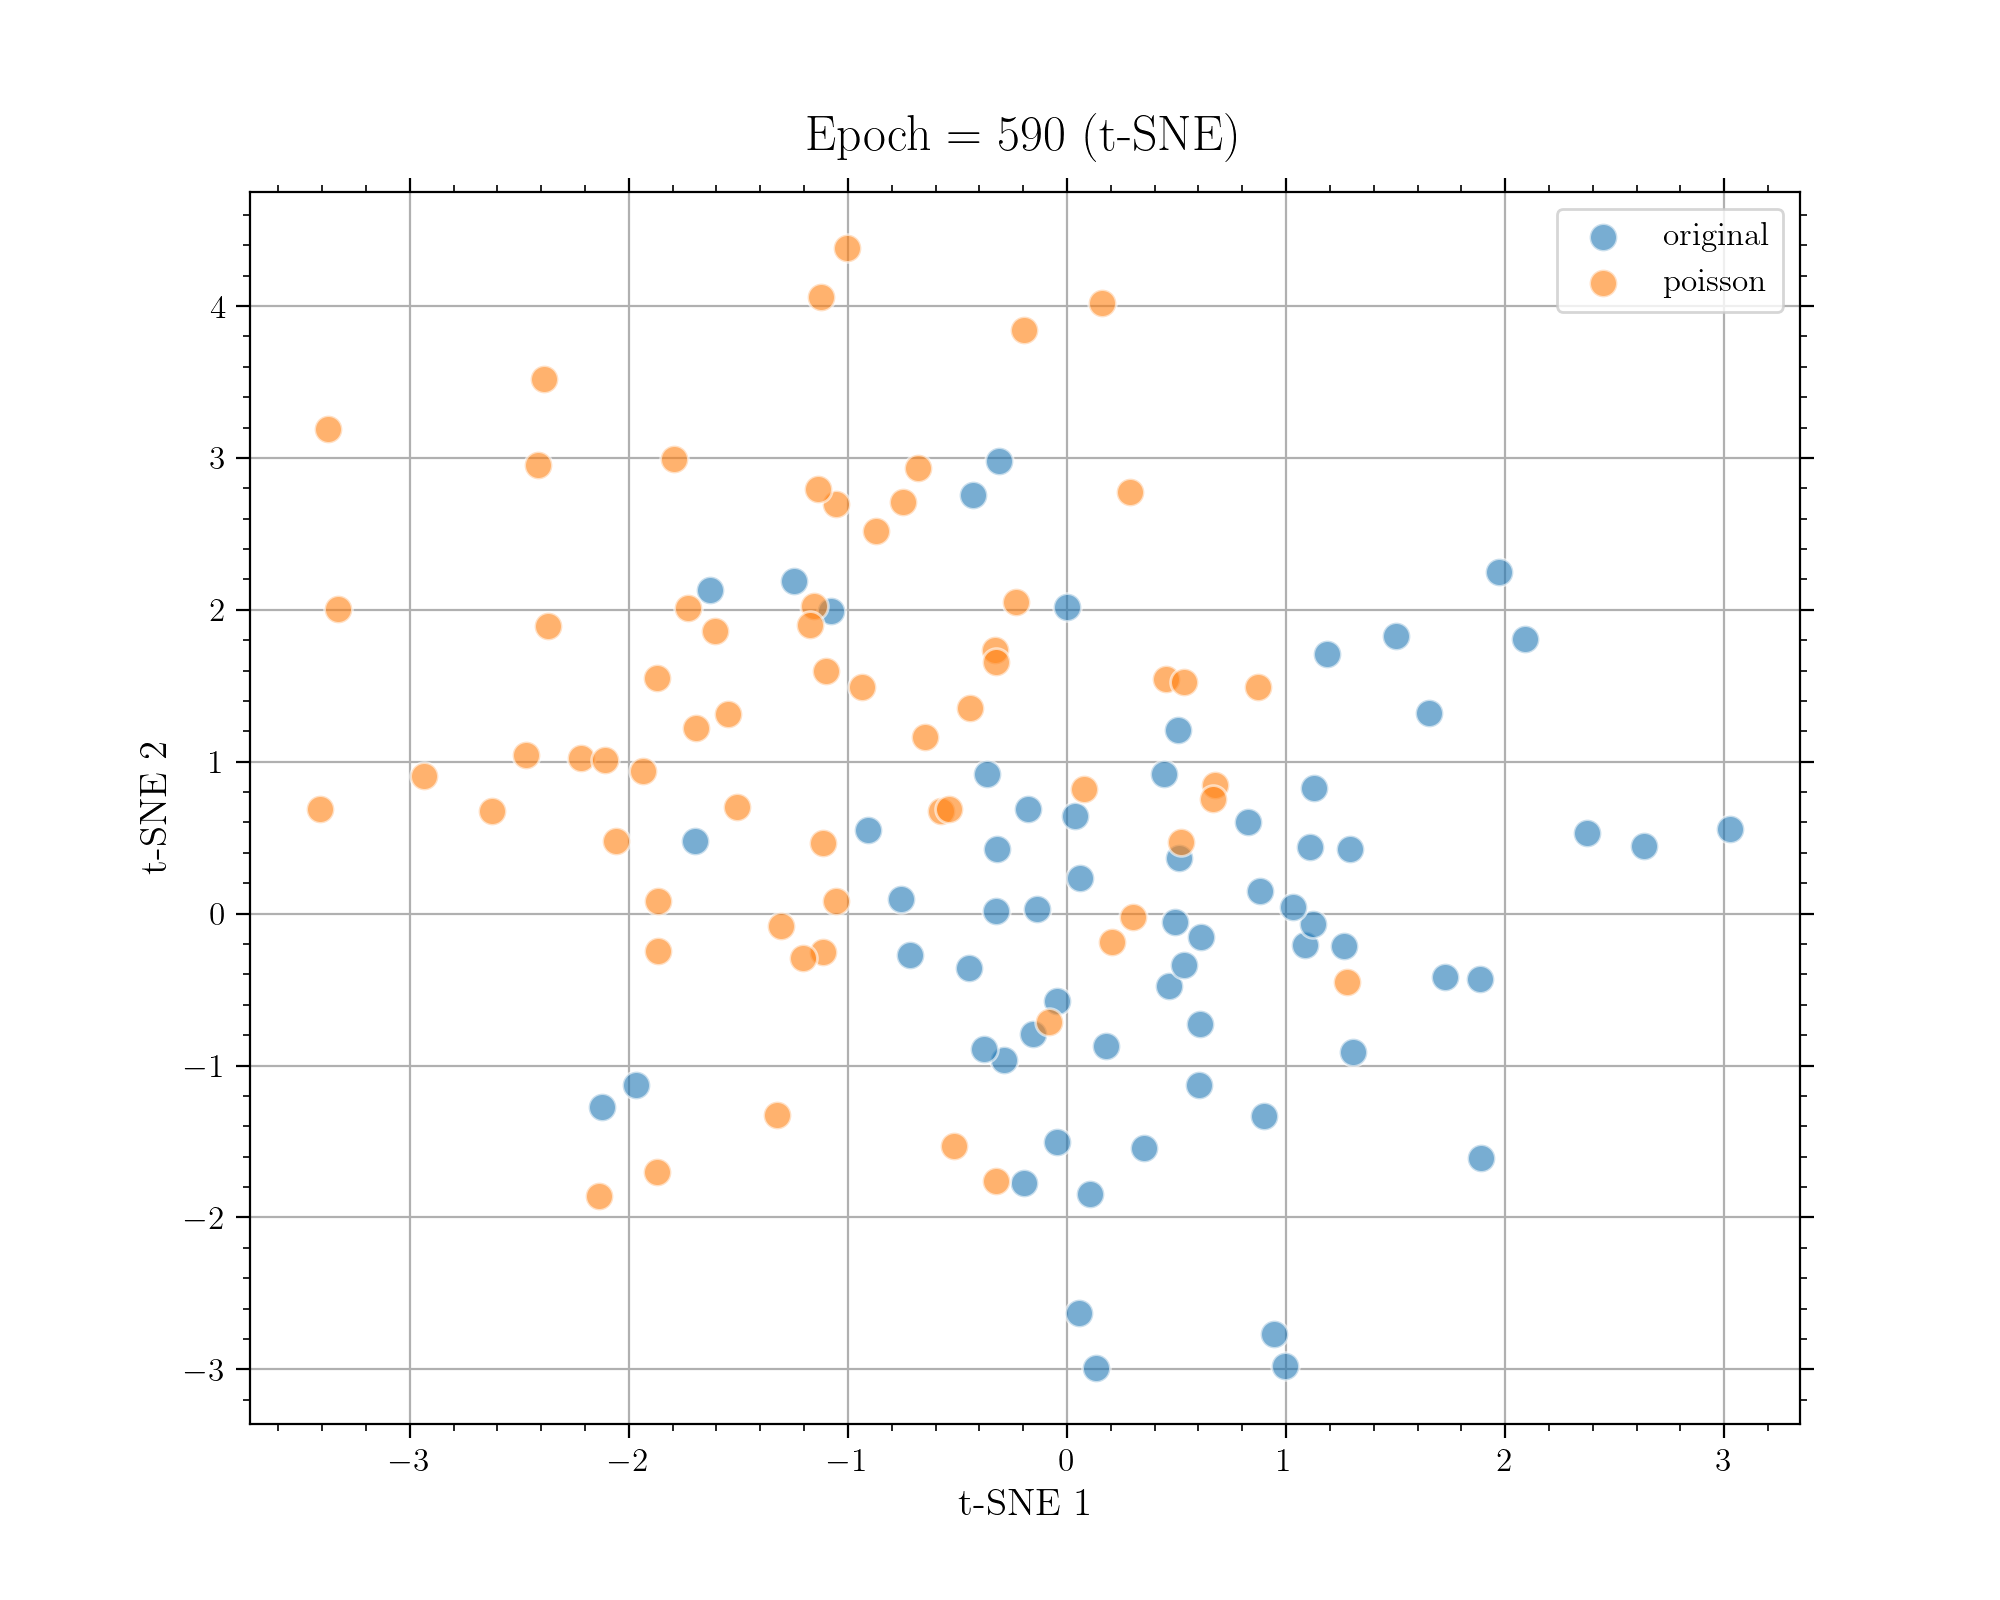 Epoch = 590 (t-SNE)
original
poisson
4
3
2
1
0
−1
−2
−3
t-SNE 2
−3 −2 −1 0 1 2 3
t-SNE 1